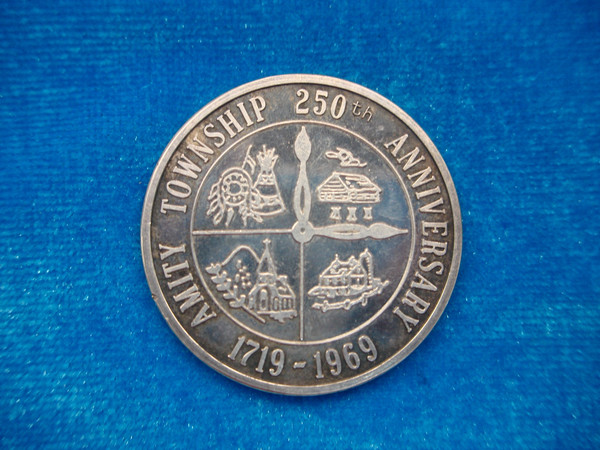 AMITY TOWNSHIP 250th ANNIVERSARY
1719 - 1969